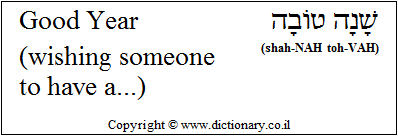 Good Year
(wishing someone
to have a...)
שָׁנָה טוֹבָה
(shah-NAH toh-VAH)
Copyright © www.dictionary.co.il